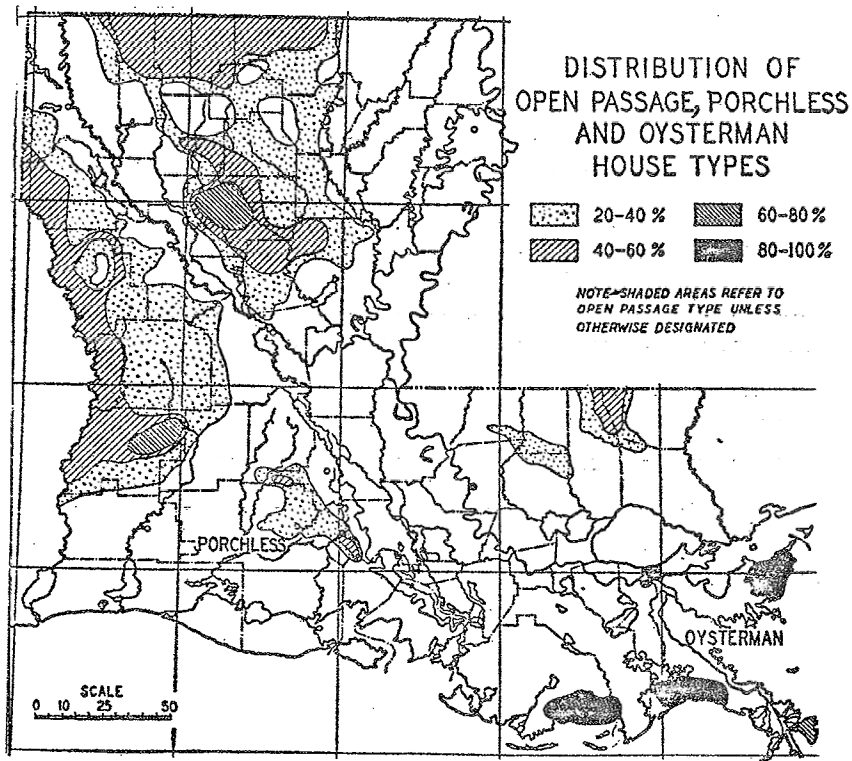 DISTRIBUTION OF
OPEN PASSAGE, PORCHLESS
AND OYSTERMAN
HOUSE TYPES
20-40 % 60-80 %
40-60 % 80-100 %
NOTE-SHADED AREAS REFER TO
OPEN PASSAGE TYPE UNLESS
OTHERWISE DESIGNATED
PORCHLESS
OYSTERMAN
SCALE
0 10 25 50